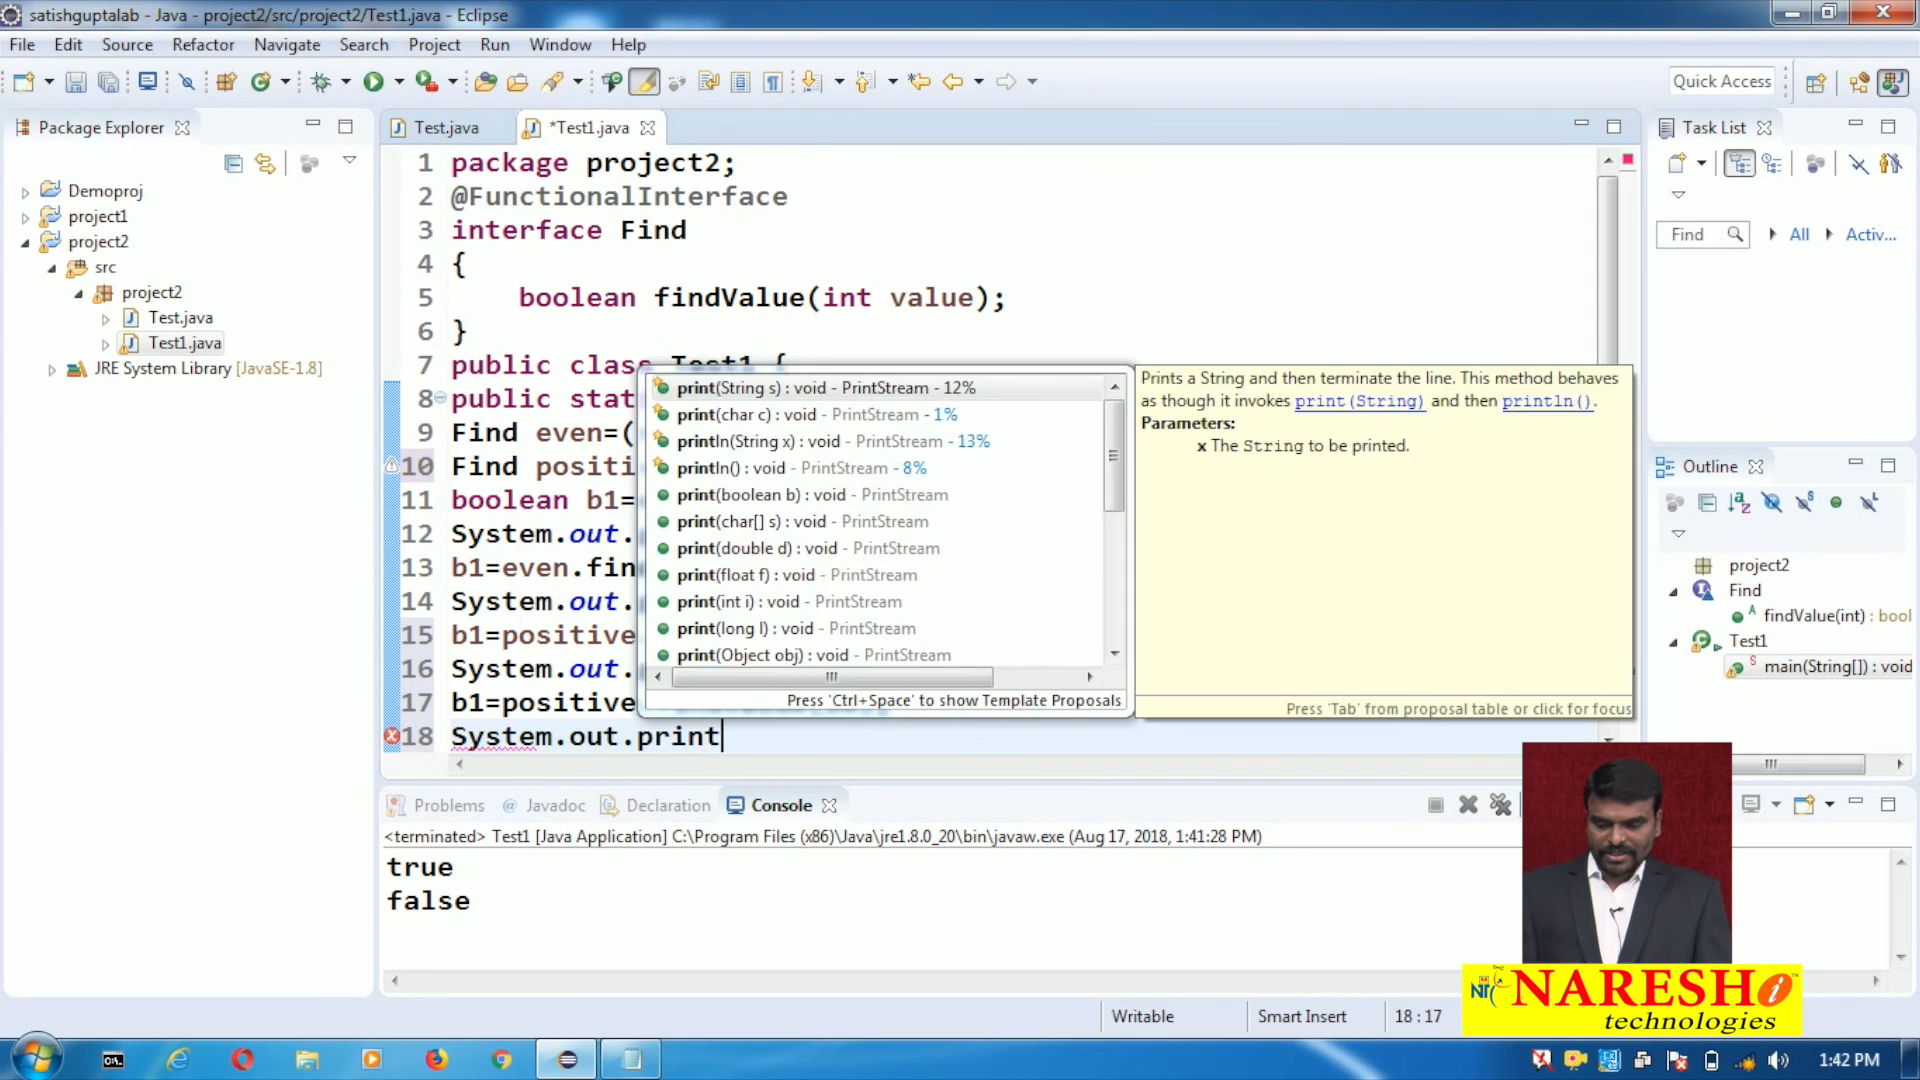 satishguptalab - Java - project2/src/project2/Test1.java - Eclipse
File Edit Source Refactor Navigate Search Project Run Window Help
Quick Access
Package Explorer
Demoproj
project1
project2
src
project2
Test.java
Test1.java
JRE System Library [JavaSE-1.8]
Test.java *Test1.java
1 package project2;
2 @FunctionalInterface
3 interface Find
4 {
5 boolean findValue(int value);
6 }
7 public class Test1 {
8 public stat
9 Find even=(
10 Find positi
11 boolean b1=
12 System.out.
13 b1=even.fin
14 System.out.
15 b1=positive
16 System.out.
17 b1=positive
18 System.out.print
print(String s) : void - PrintStream - 12%
print(char c) : void - PrintStream - 1%
println(String x) : void - PrintStream - 13%
println() : void - PrintStream - 8%
print(boolean b) : void - PrintStream
print(char[] s) : void - PrintStream
print(double d) : void - PrintStream
print(float f) : void - PrintStream
print(int i) : void - PrintStream
print(long l) : void - PrintStream
print(Object obj) : void - PrintStream
Press 'Ctrl+Space' to show Template Proposals
Prints a String and then terminate the line. This method behaves
as though it invokes print(String) and then println().
Parameters:
x The String to be printed.
Press 'Tab' from proposal table or click for focus
Task List
Find All Activ...
Outline
project2
Find
findValue(int) : bool
Test1
main(String[]) : void
Problems @ Javadoc Declaration Console
<terminated> Test1 [Java Application] C:\Program Files (x86)\Java\jre1.8.0_20\bin\javaw.exe (Aug 17, 2018, 1:41:28 PM)
true
false
Writable Smart Insert 18 : 17
NARESH i
technologies
1:42 PM